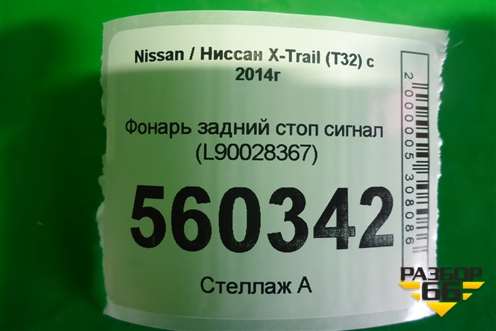 Nissan / Ниссан X-Trail (T32) с
2014г
Фонарь задний стоп сигнал
(L90028367)
560342
Стеллаж А
2000005308086
РАЗБОР
66